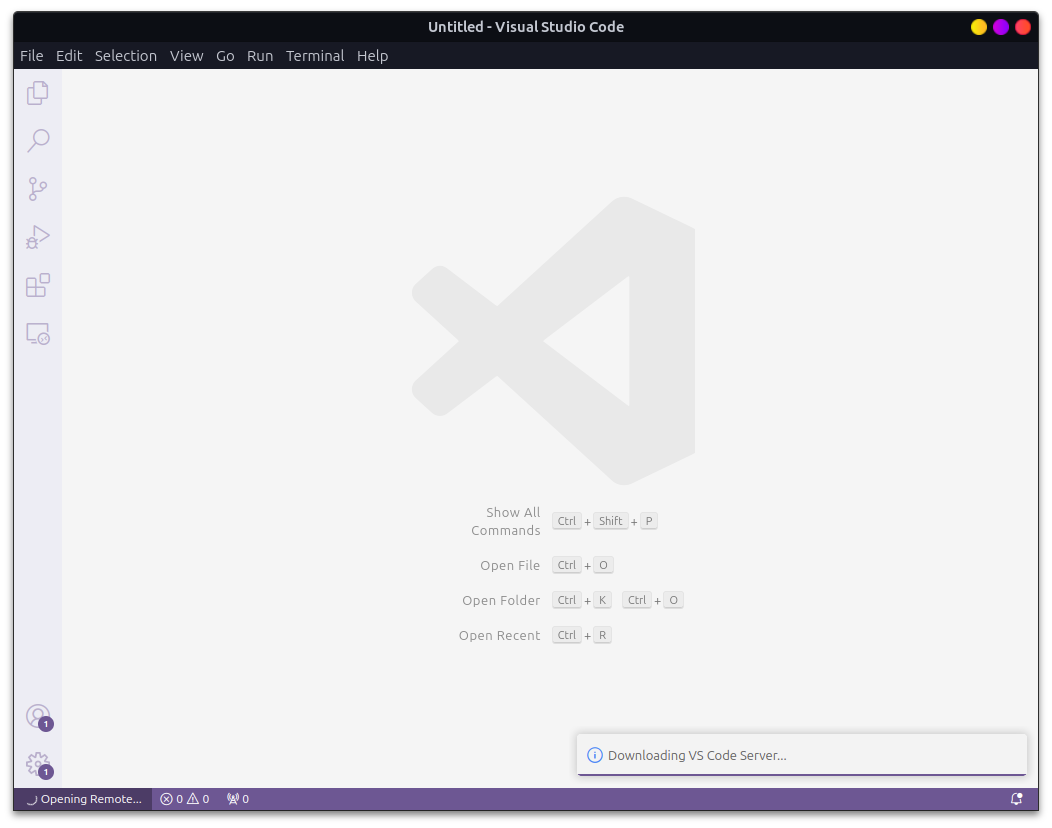 Untitled - Visual Studio Code
File Edit Selection View Go Run Terminal Help
Show All
Commands Ctrl + Shift + P
Open File Ctrl + O
Open Folder Ctrl + K Ctrl + O
Open Recent Ctrl + R
1
1
Downloading VS Code Server...
Opening Remote... 0 0 0